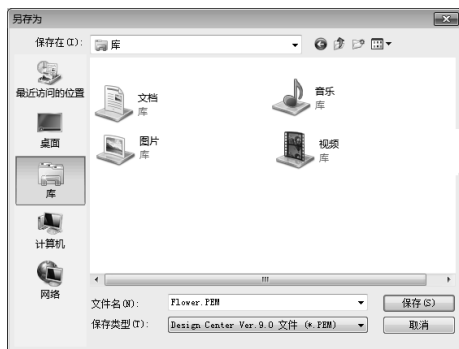 另存为
保存在(I):
库
最近访问的位置
桌面
库
计算机
网络
文档
库
音乐
库
图片
库
视频
库
文件名(N):
Flower.PEM
保存(S)
保存类型(T):
Design Center Ver.9.0 文件 (*.PEM)
取消